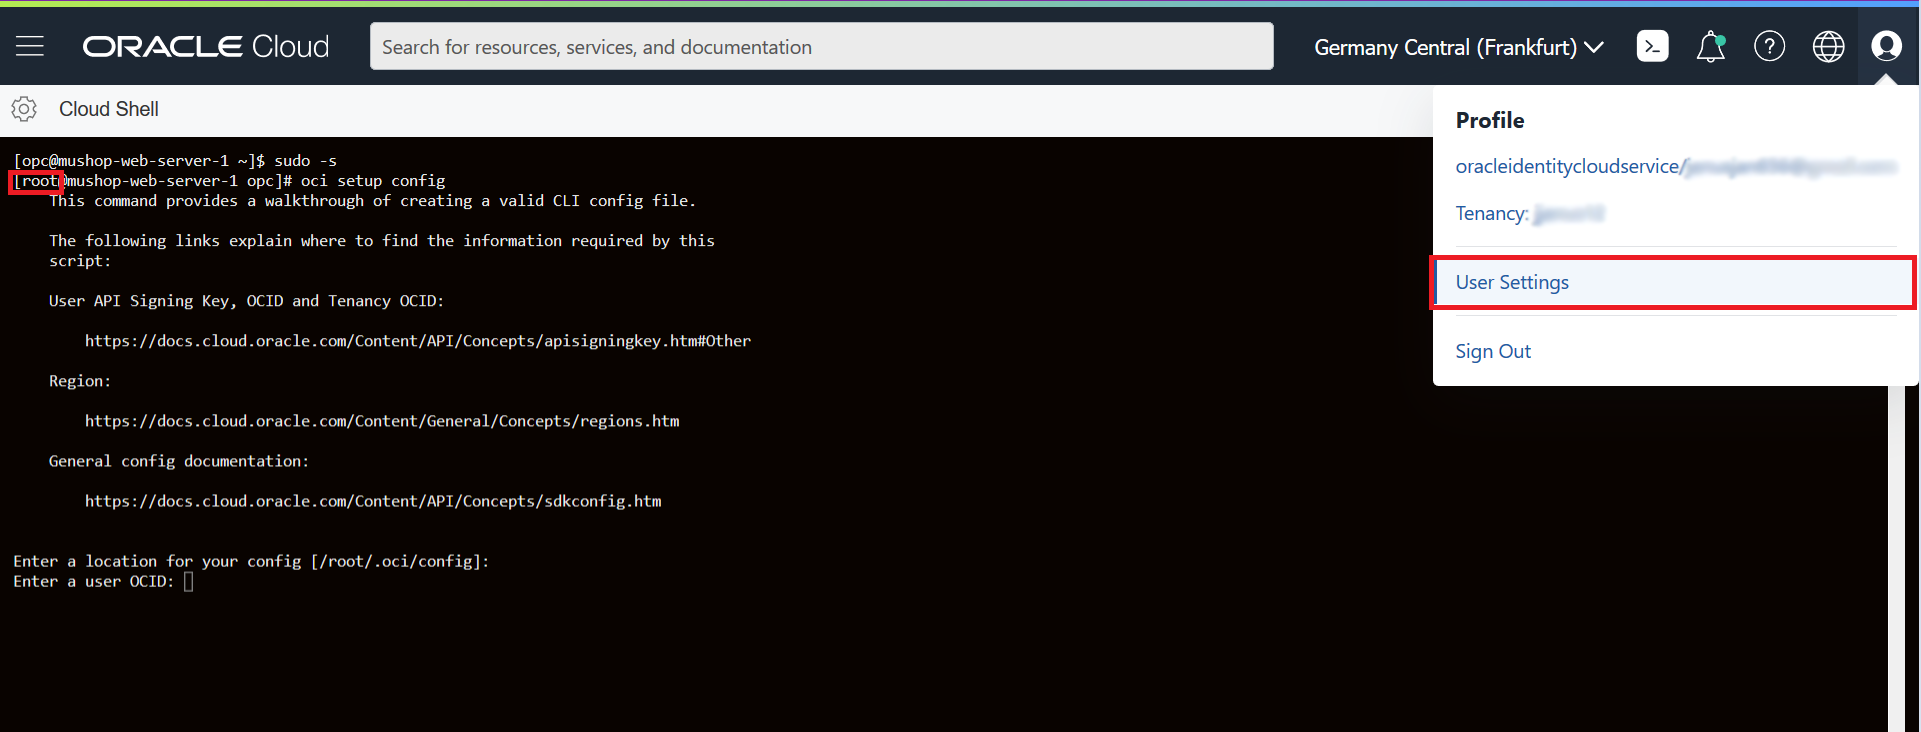 ORACLE Cloud
Search for resources, services, and documentation
Germany Central (Frankfurt)
Cloud Shell
Profile
oracleidentitycloudservice/
Tenancy:
User Settings
Sign Out
[opc@mushop-web-server-1 ~]$ sudo -s
[root@mushop-web-server-1 opc]# oci setup config
This command provides a walkthrough of creating a valid CLI config file.
The following links explain where to find the information required by this
script:
User API Signing Key, OCID and Tenancy OCID:
https://docs.cloud.oracle.com/Content/API/Concepts/apisigningkey.htm#Other
Region:
https://docs.cloud.oracle.com/Content/General/Concepts/regions.htm
General config documentation:
https://docs.cloud.oracle.com/Content/API/Concepts/sdkconfig.htm
Enter a location for your config [/root/.oci/config]:
Enter a user OCID: